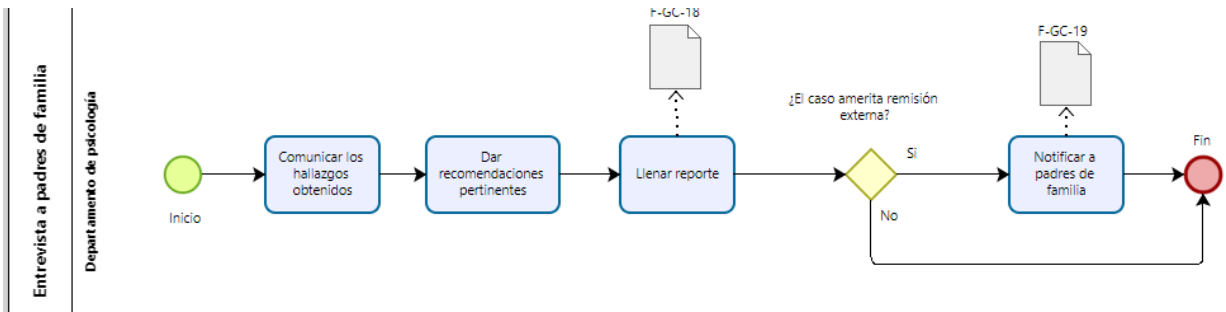 Entrevista a padres de familia
Departamento de psicología
Inicio
Comunicar los
hallazgos
obtenidos
Dar
recomendaciones
pertinentes
F-GC-18
Llenar reporte
¿El caso amerita remisión
externa?
Si
No
F-GC-19
Notificar a
padres de
familia
Fin